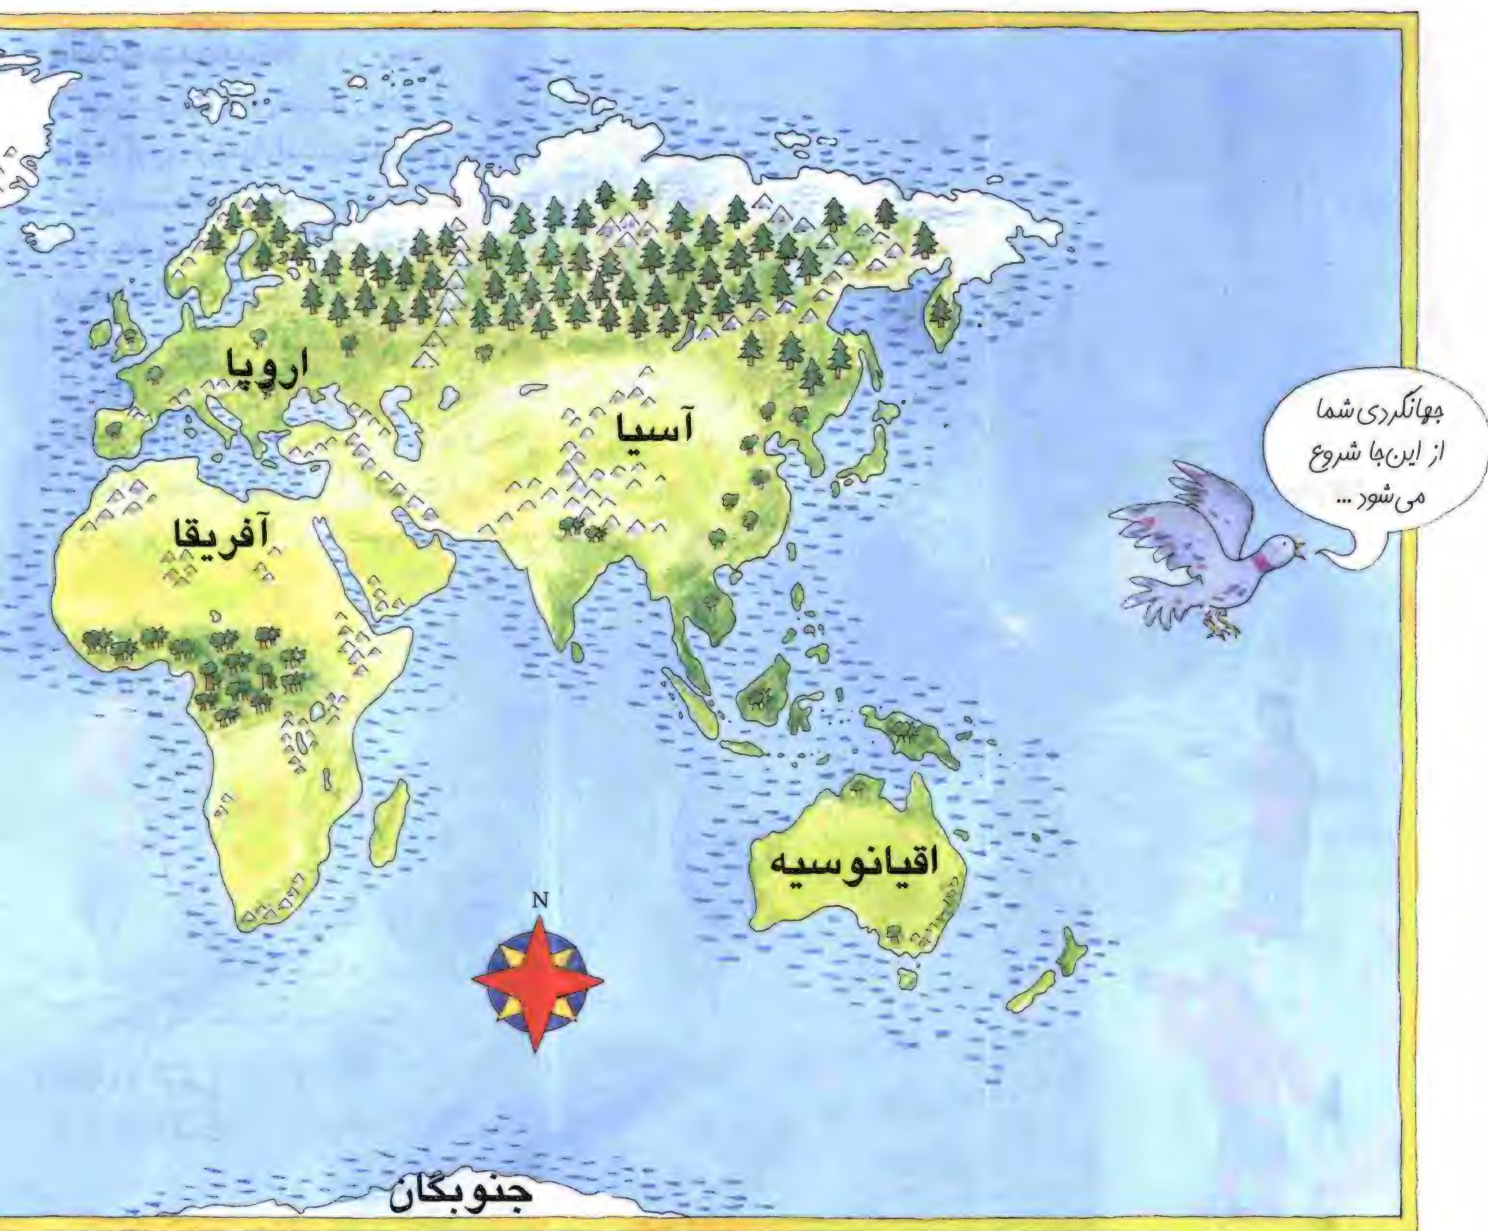 اروپا
آسیا
جهانگردی شما
از این‌جا شروع
می‌شود ...
آفریقا
اقیانوسیه
N
جنوبگان